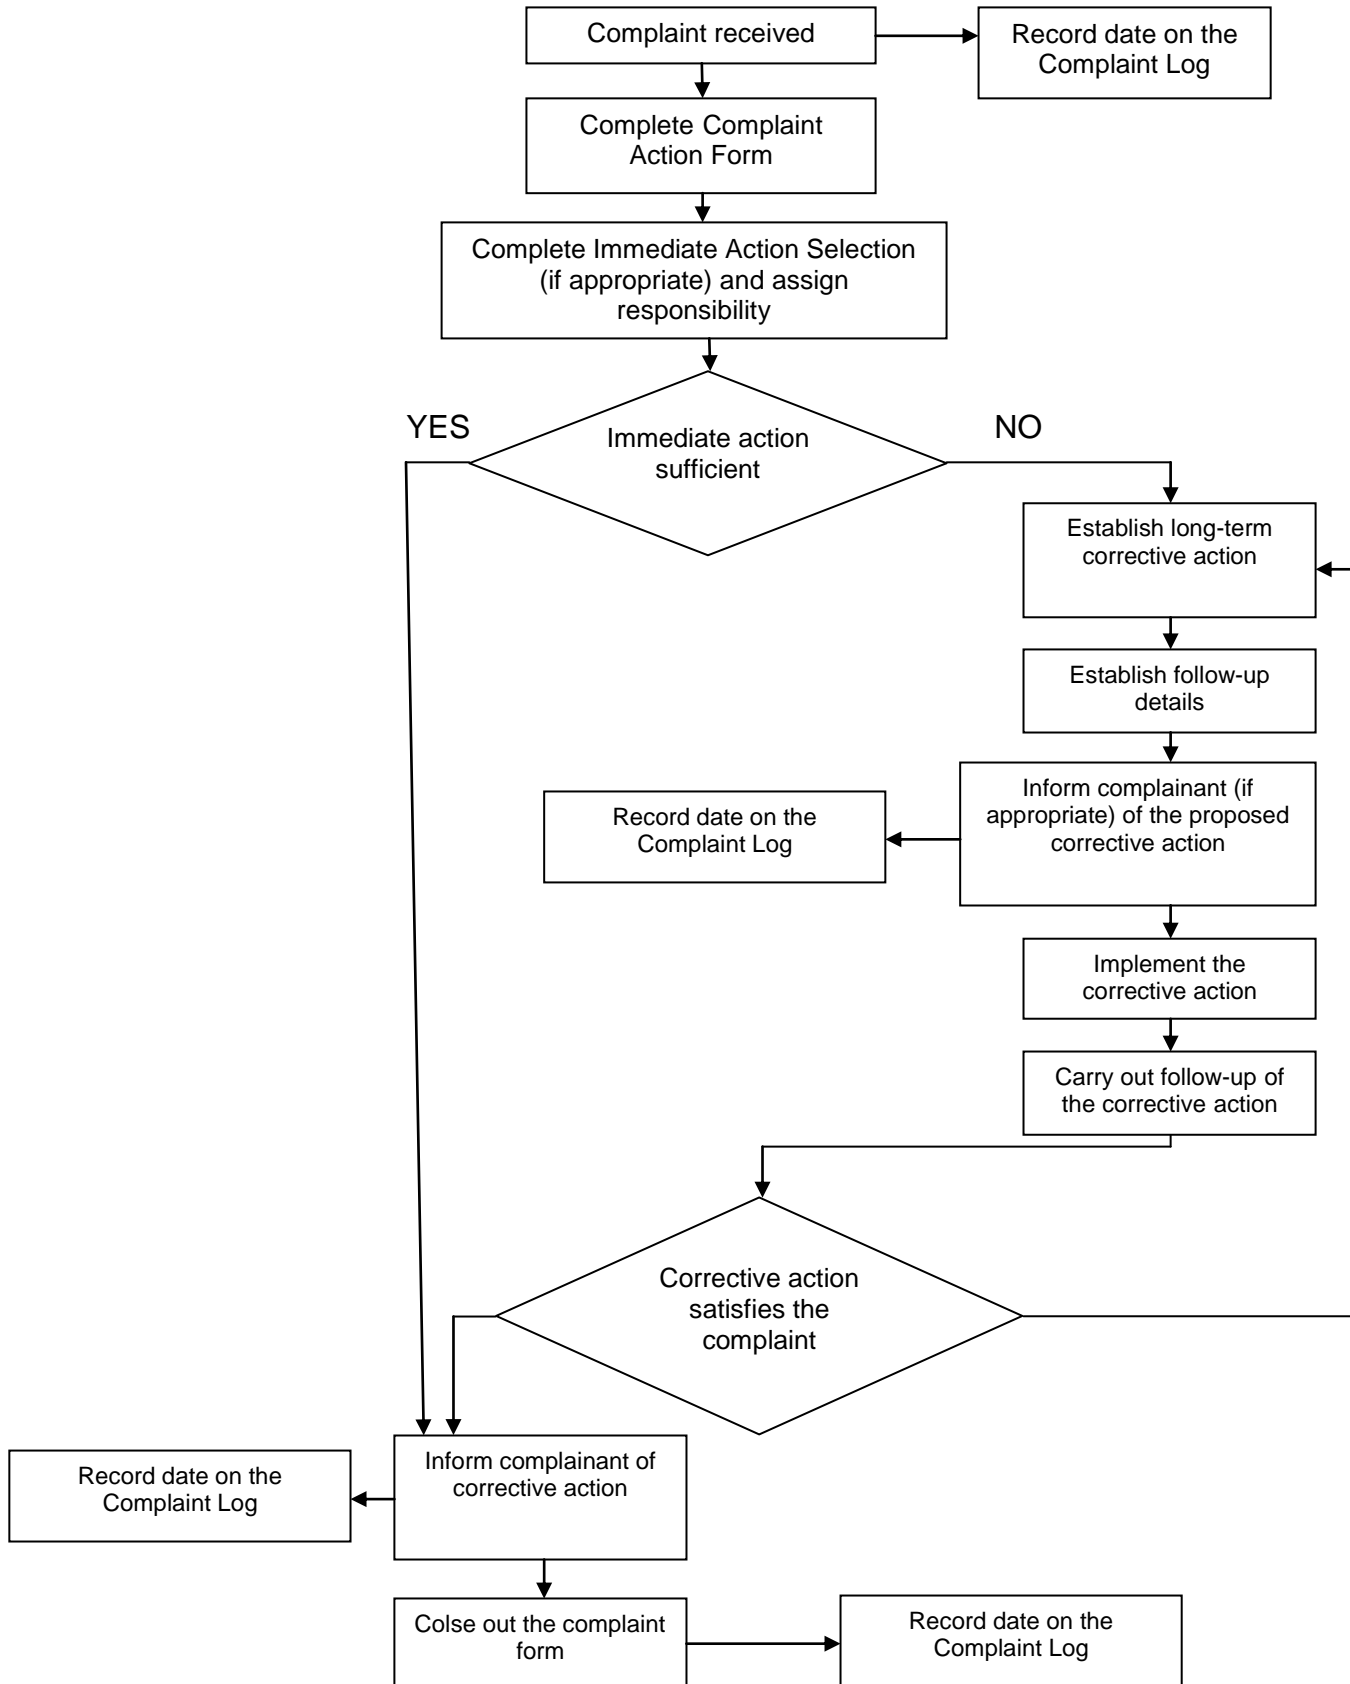 Complaint received
Record date on the
Complaint Log
Complete Complaint
Action Form
Complete Immediate Action Selection
(if appropriate) and assign
responsibility
YES
Immediate action
sufficient
NO
Establish long-term
corrective action
Establish follow-up
details
Inform complainant (if
appropriate) of the proposed
corrective action
Record date on the
Complaint Log
Implement the
corrective action
Carry out follow-up of
the corrective action
Corrective action
satisfies the
complaint
Inform complainant of
corrective action
Record date on the
Complaint Log
Colse out the complaint
form
Record date on the
Complaint Log